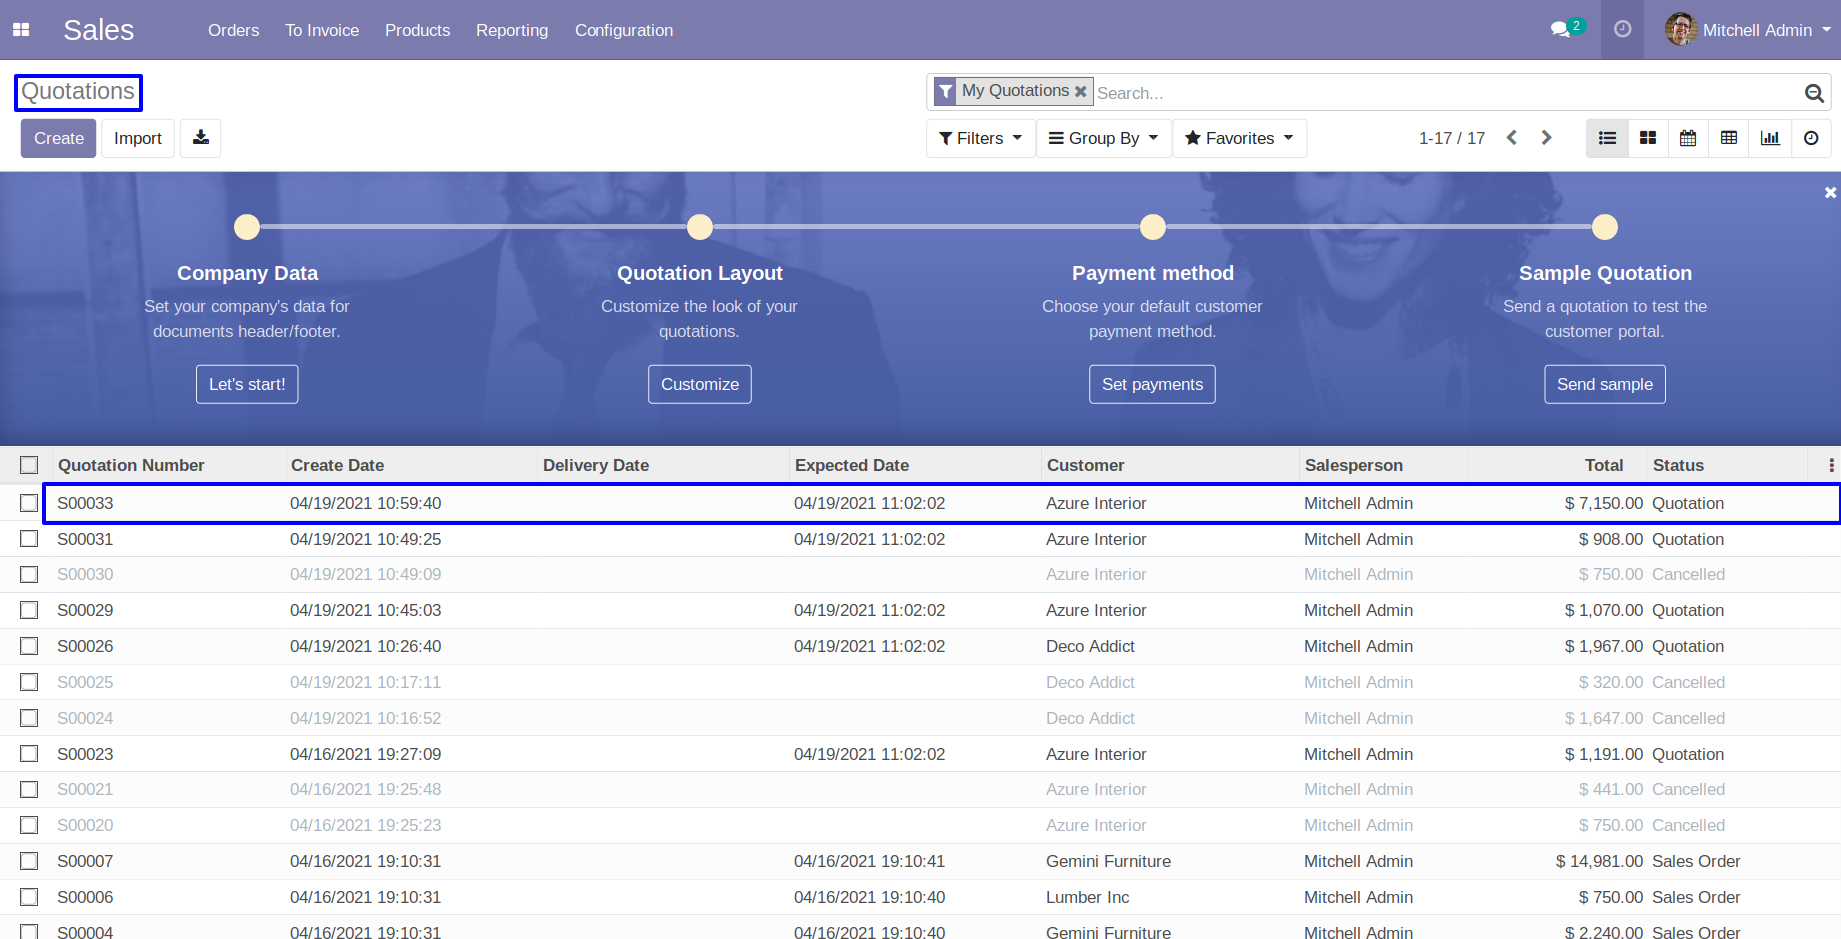 Sales Orders To Invoice Products Reporting Configuration 2 Mitchell Admin
Quotations My Quotations Search...
Create Import Filters Group By Favorites 1-17 / 17
Company Data Quotation Layout Payment method Sample Quotation
Set your company's data for Customize the look of your Choose your default customer Send a quotation to test the
documents header/footer. quotations. payment method. customer portal.
Let's start! Customize Set payments Send sample
Quotation Number Create Date Delivery Date Expected Date Customer Salesperson Total Status
S00033 04/19/2021 10:59:40 04/19/2021 11:02:02 Azure Interior Mitchell Admin $ 7,150.00 Quotation
S00031 04/19/2021 10:49:25 04/19/2021 11:02:02 Azure Interior Mitchell Admin $ 908.00 Quotation
S00030 04/19/2021 10:49:09 Azure Interior Mitchell Admin $ 750.00 Cancelled
S00029 04/19/2021 10:45:03 04/19/2021 11:02:02 Azure Interior Mitchell Admin $ 1,070.00 Quotation
S00026 04/19/2021 10:26:40 04/19/2021 11:02:02 Deco Addict Mitchell Admin $ 1,967.00 Quotation
S00025 04/19/2021 10:17:11 Deco Addict Mitchell Admin $ 320.00 Cancelled
S00024 04/19/2021 10:16:52 Deco Addict Mitchell Admin $ 1,647.00 Cancelled
S00023 04/16/2021 19:27:09 04/19/2021 11:02:02 Azure Interior Mitchell Admin $ 1,191.00 Quotation
S00021 04/16/2021 19:25:48 Azure Interior Mitchell Admin $ 441.00 Cancelled
S00020 04/16/2021 19:25:23 Azure Interior Mitchell Admin $ 750.00 Cancelled
S00007 04/16/2021 19:10:31 04/16/2021 19:10:41 Gemini Furniture Mitchell Admin $ 14,981.00 Sales Order
S00006 04/16/2021 19:10:31 04/16/2021 19:10:40 Lumber Inc Mitchell Admin $ 750.00 Sales Order
S00004 04/16/2021 19:10:31 04/16/2021 19:10:40 Gemini Furniture Mitchell Admin $ 2,240.00 Sales Order